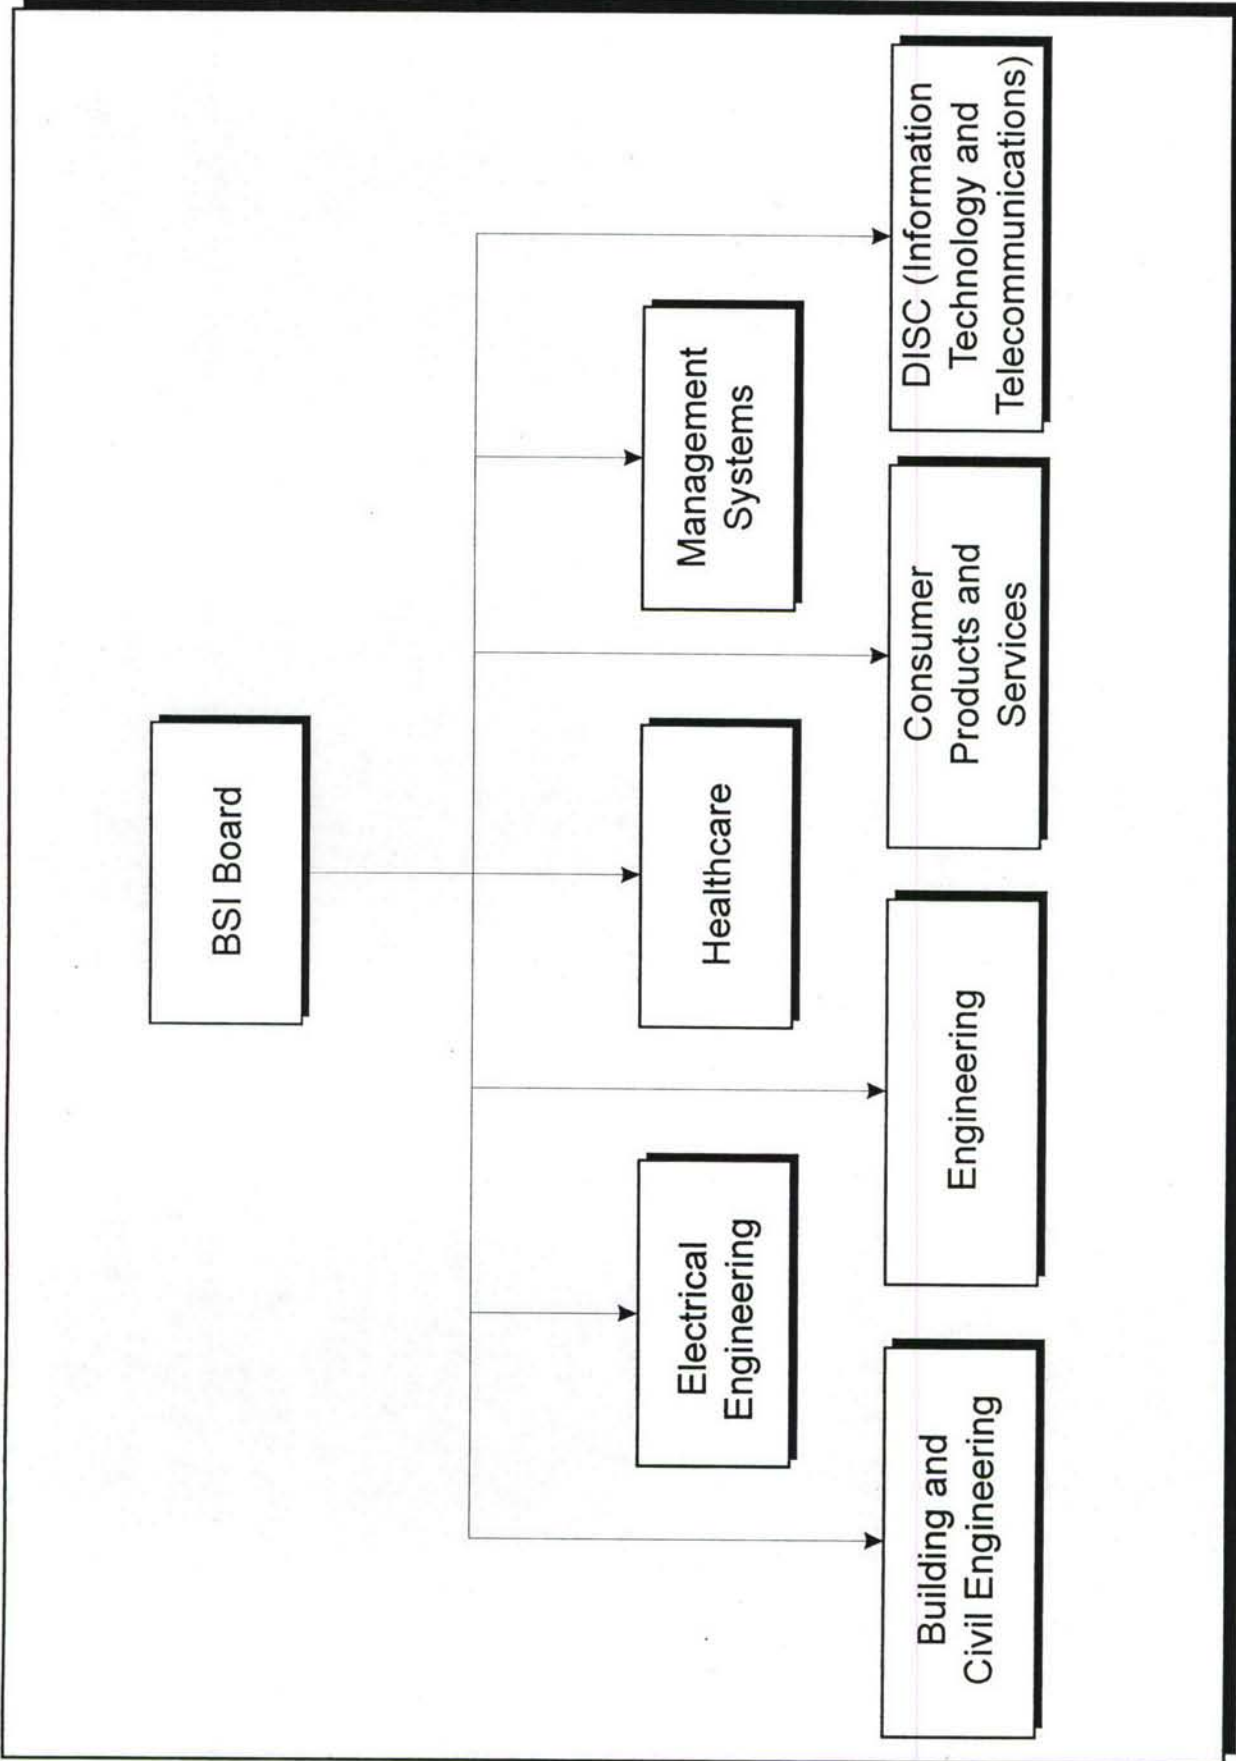 BSI Board
Electrical
Engineering
Healthcare
Management
Systems
Building and
Civil Engineering
Engineering
Consumer
Products and
Services
DISC (Information
Technology and
Telecommunications)